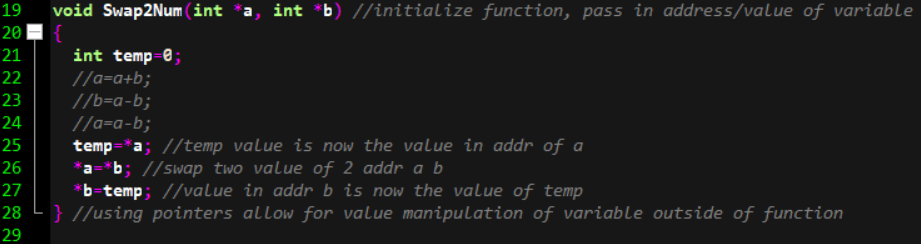 19 void Swap2Num(int *a, int *b) //initialize function, pass in address/value of variable
20 {
21 int temp=0;
22 //a=a+b;
23 //b=a-b;
24 //a=a-b;
25 temp=*a; //temp value is now the value in addr of a
26 *a=*b; //swap two value of 2 addr a b
27 *b=temp; //value in addr b is now the value of temp
28 } //using pointers allow for value manipulation of variable outside of function
29